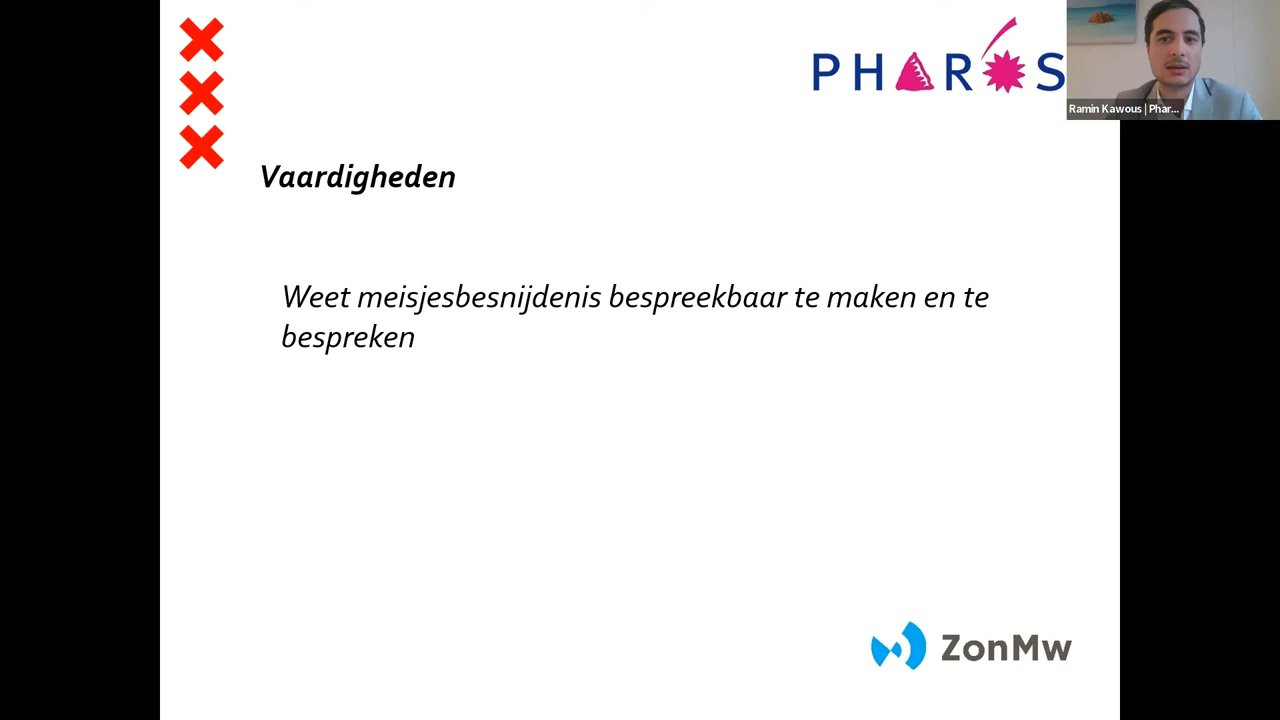 PHAROS
Ramin Kawous | Phar...
Vaardigheden
Weet meisjesbesnijdenis bespreekbaar te maken en te
bespreken
ZonMw